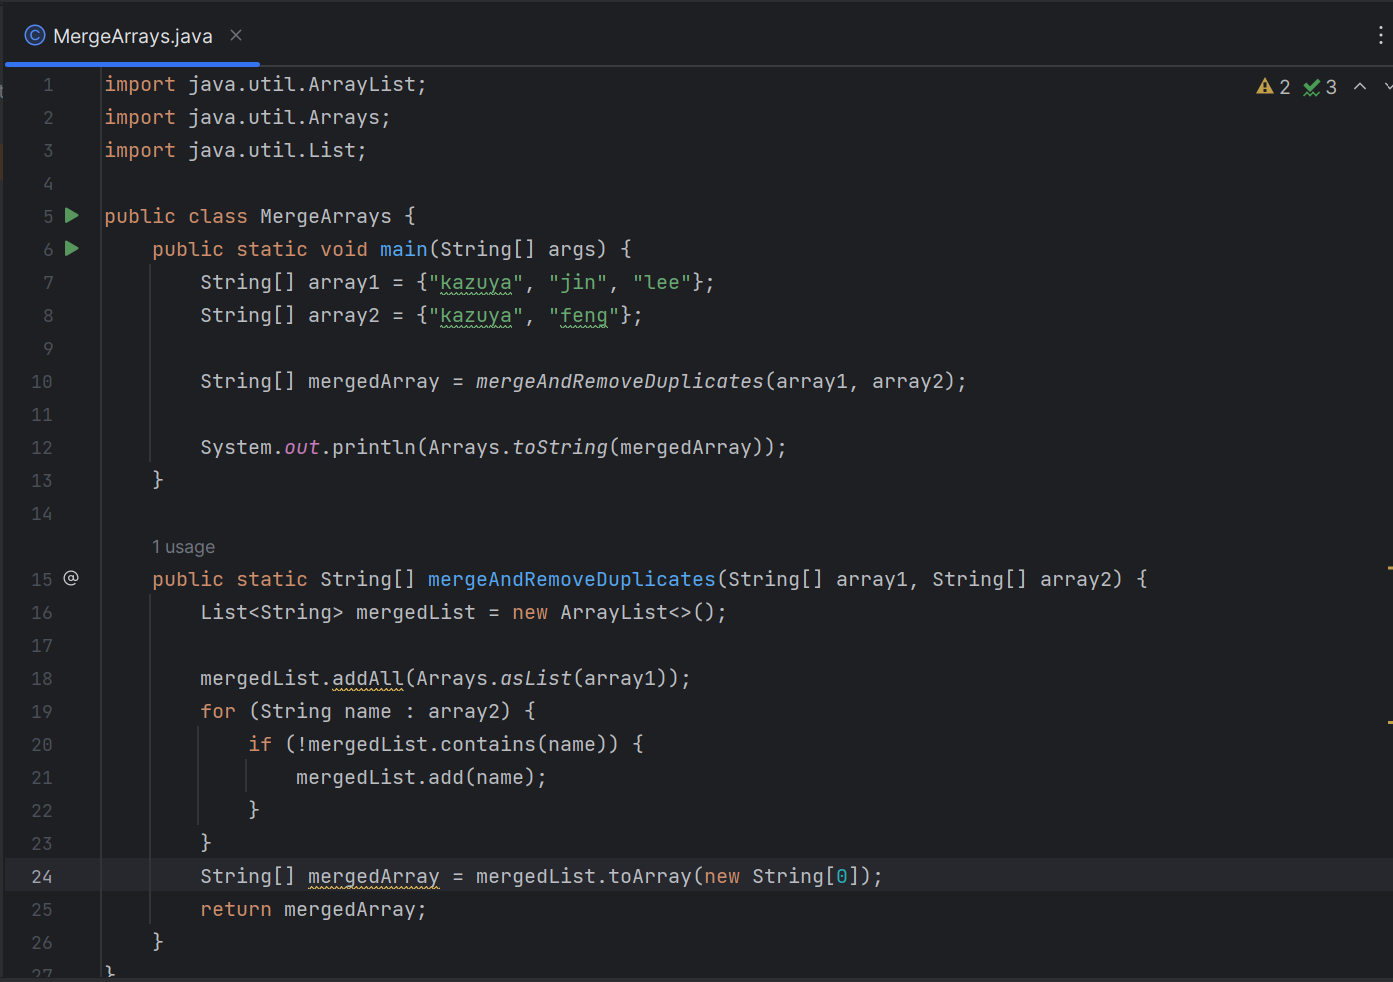 MergeArrays.java
2 3
1 import java.util.ArrayList;
2 import java.util.Arrays;
3 import java.util.List;
4
5 public class MergeArrays {
6     public static void main(String[] args) {
7         String[] array1 = {"kazuya", "jin", "lee"};
8         String[] array2 = {"kazuya", "feng"};
9
10         String[] mergedArray = mergeAndRemoveDuplicates(array1, array2);
11
12         System.out.println(Arrays.toString(mergedArray));
13     }
14
1 usage
15 @ public static String[] mergeAndRemoveDuplicates(String[] array1, String[] array2) {
16         List<String> mergedList = new ArrayList<>();
17
18         mergedList.addAll(Arrays.asList(array1));
19         for (String name : array2) {
20             if (!mergedList.contains(name)) {
21                 mergedList.add(name);
22             }
23         }
24         String[] mergedArray = mergedList.toArray(new String[0]);
25         return mergedArray;
26     }
27 }